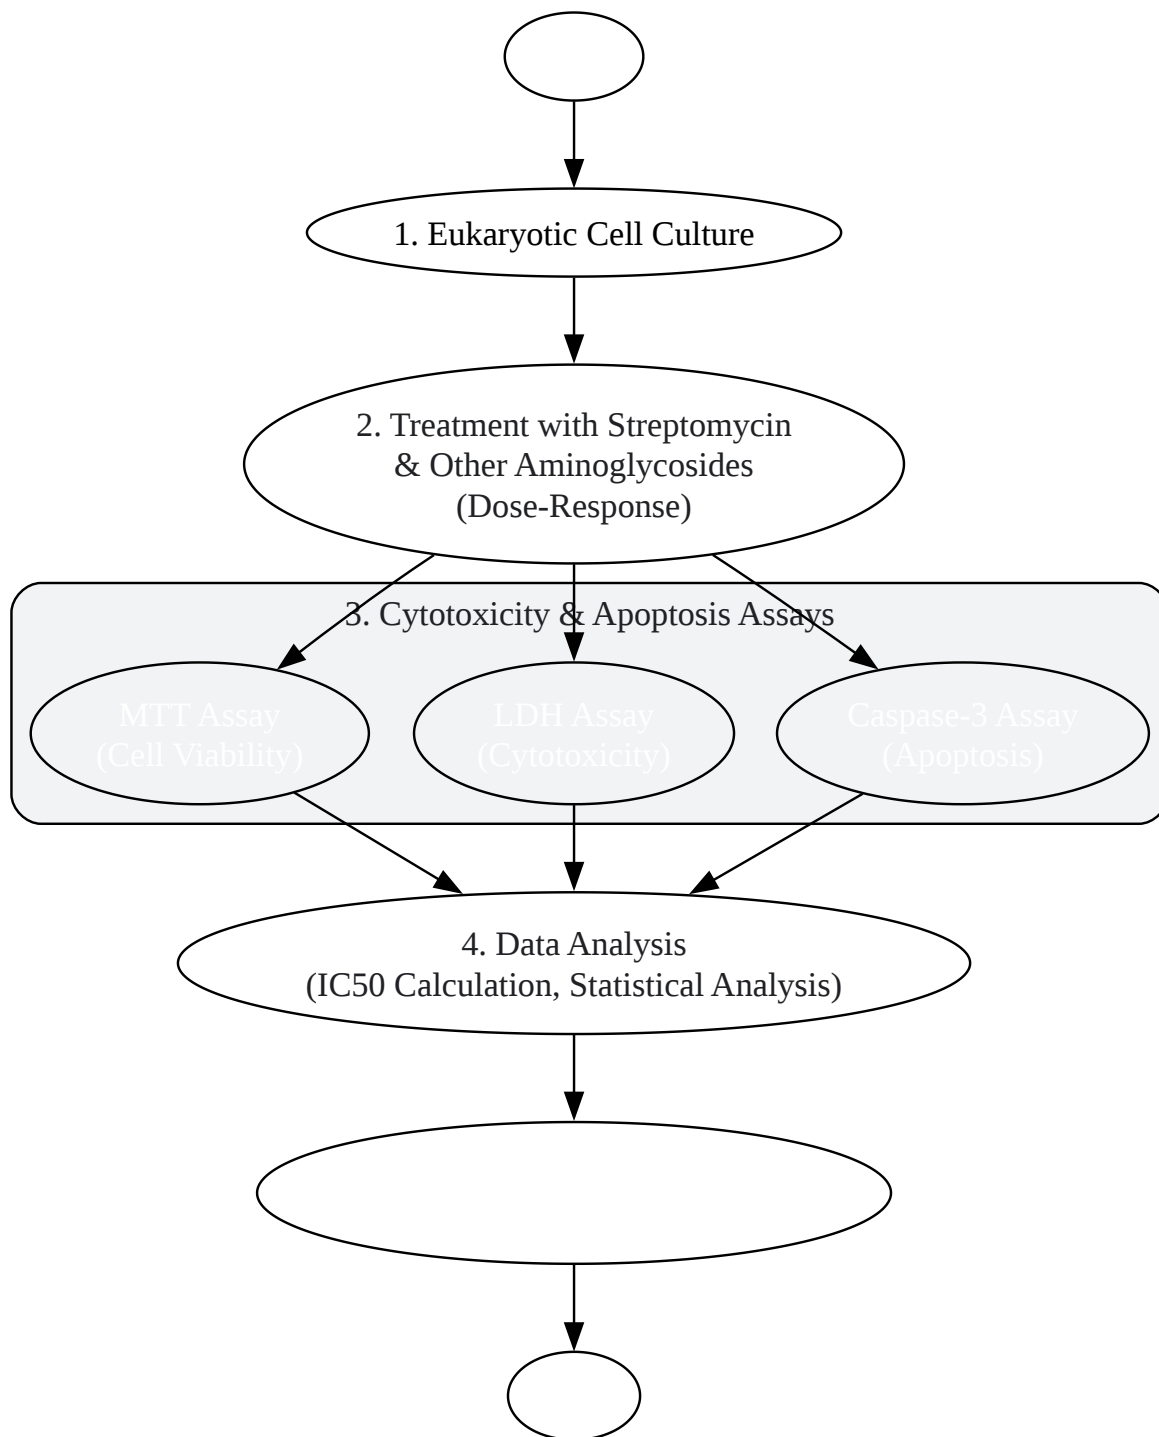 1. Eukaryotic Cell Culture
2. Treatment with Streptomycin
& Other Aminoglycosides
(Dose-Response)
3. Cytotoxicity & Apoptosis Assays
MTT Assay
(Cell Viability)
LDH Assay
(Cytotoxicity)
Caspase-3 Assay
(Apoptosis)
4. Data Analysis
(IC50 Calculation, Statistical Analysis)